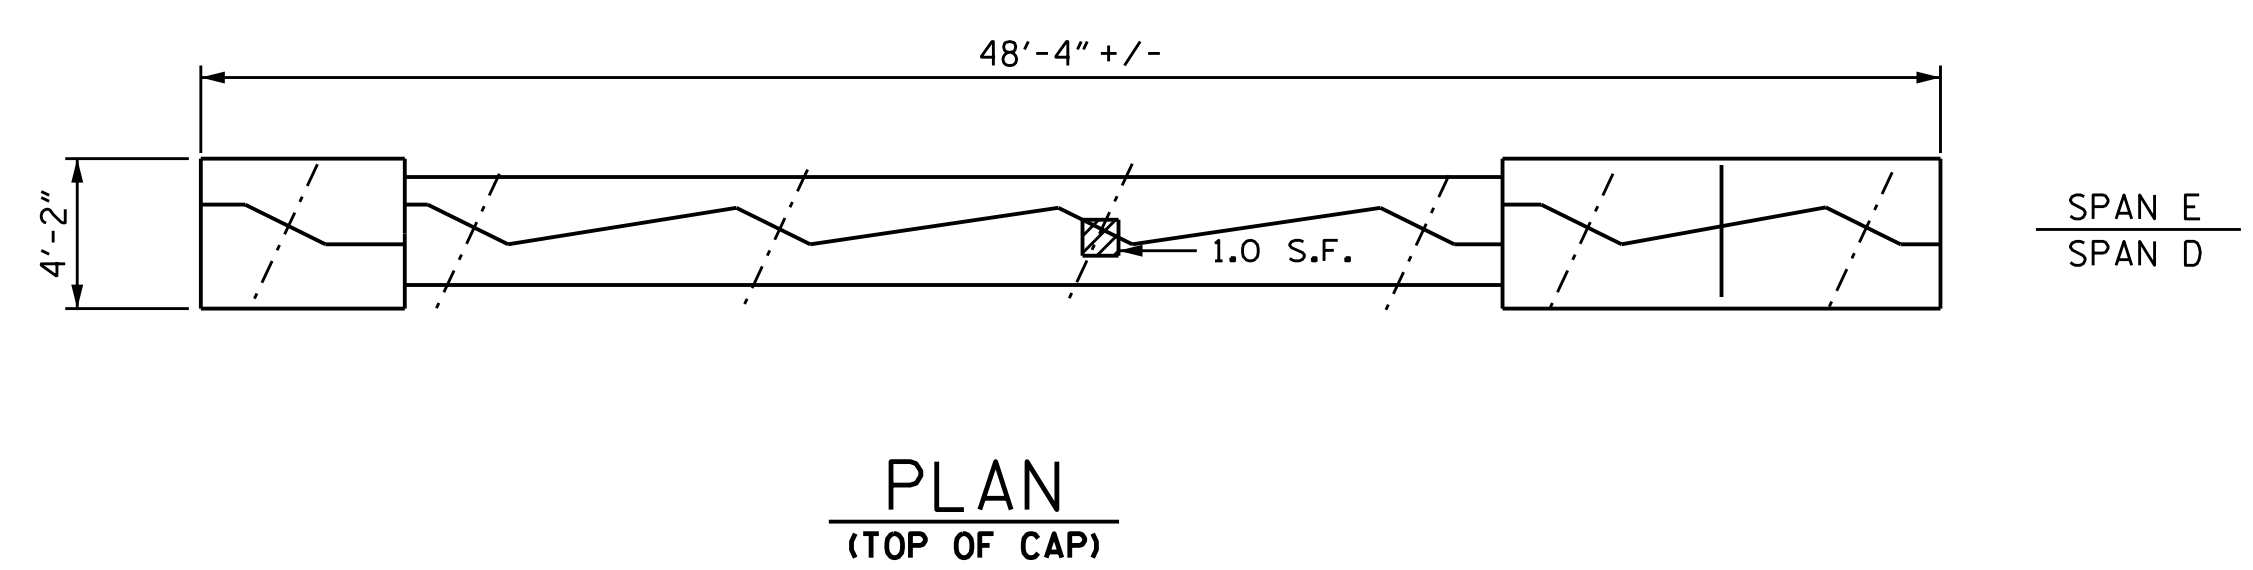 48'-4" +/-
4'-2"
SPAN E
SPAN D
1.0 S.F.
PLAN
(TOP OF CAP)